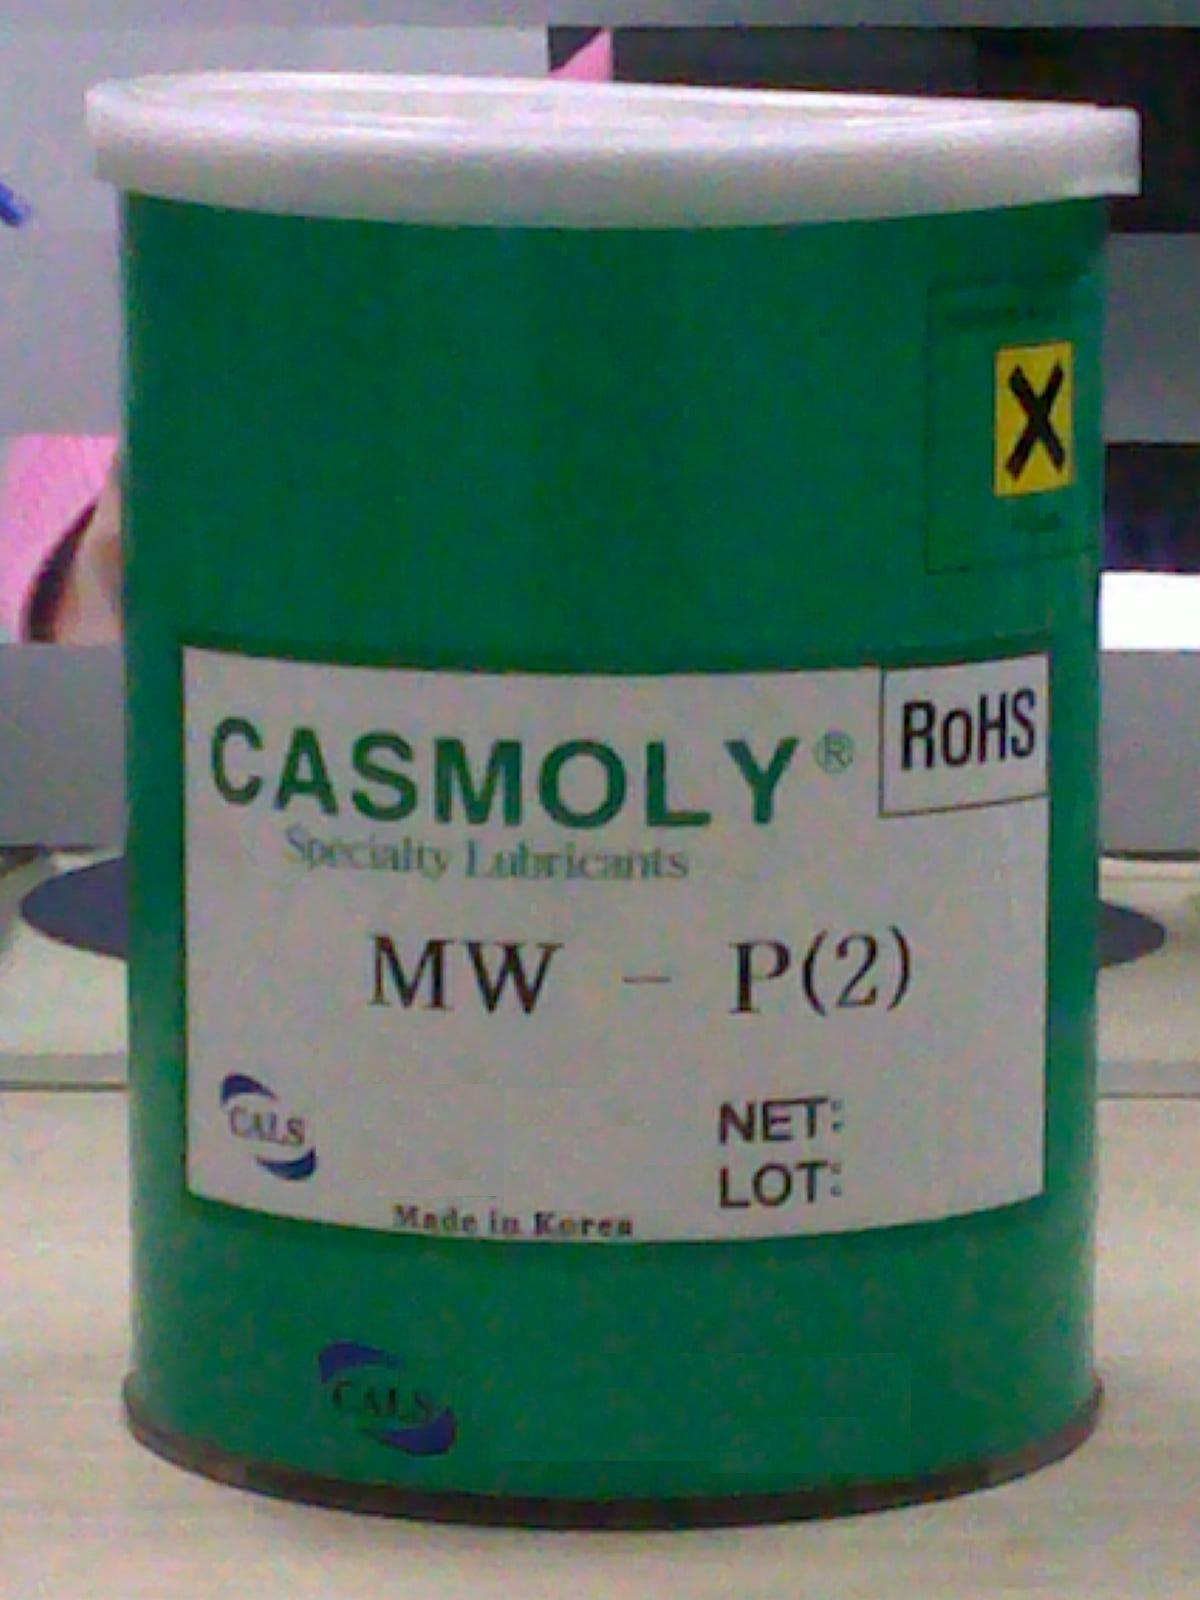 CASMOLY®
RoHS
Specialty Lubricants
MW - P(2)
CALS
NET:
LOT:
Made in Korea
CALS